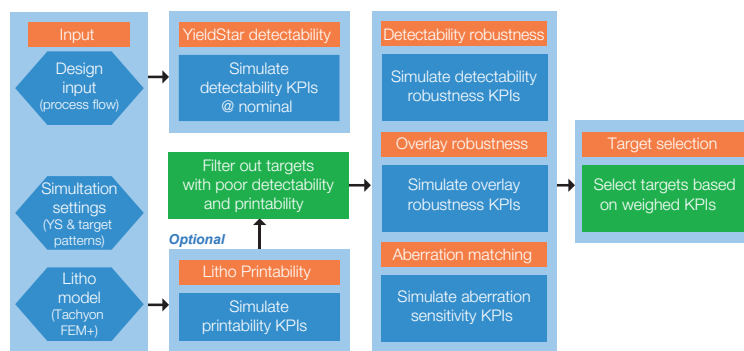 Input
Design
input
(process flow)
Simultation
settings
(YS & target
patterns)
Litho
model
(Tachyon
FEM+)
YieldStar detectability
Simulate
detectability KPIs
@ nominal
Filter out targets
with poor detectability
and printability
Optional
Litho Printability
Simulate
printability KPIs
Detectability robustness
Simulate detectability
robustness KPIs
Overlay robustness
Simulate overlay
robustness KPIs
Aberration matching
Simulate aberration
sensitivity KPIs
Target selection
Select targets based
on weighed KPIs